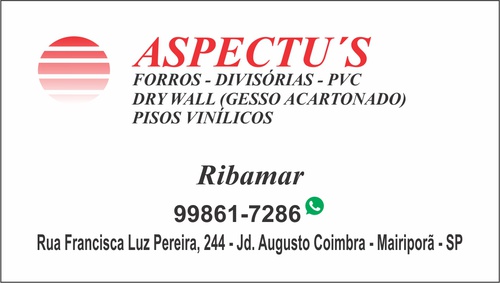 ASPECTU´S
FORROS - DIVISÓRIAS - PVC
DRY WALL (GESSO ACARTONADO)
PISOS VINÍLICOS
Ribamar
99861-7286
Rua Francisca Luz Pereira, 244 - Jd. Augusto Coimbra - Mairiporã - SP